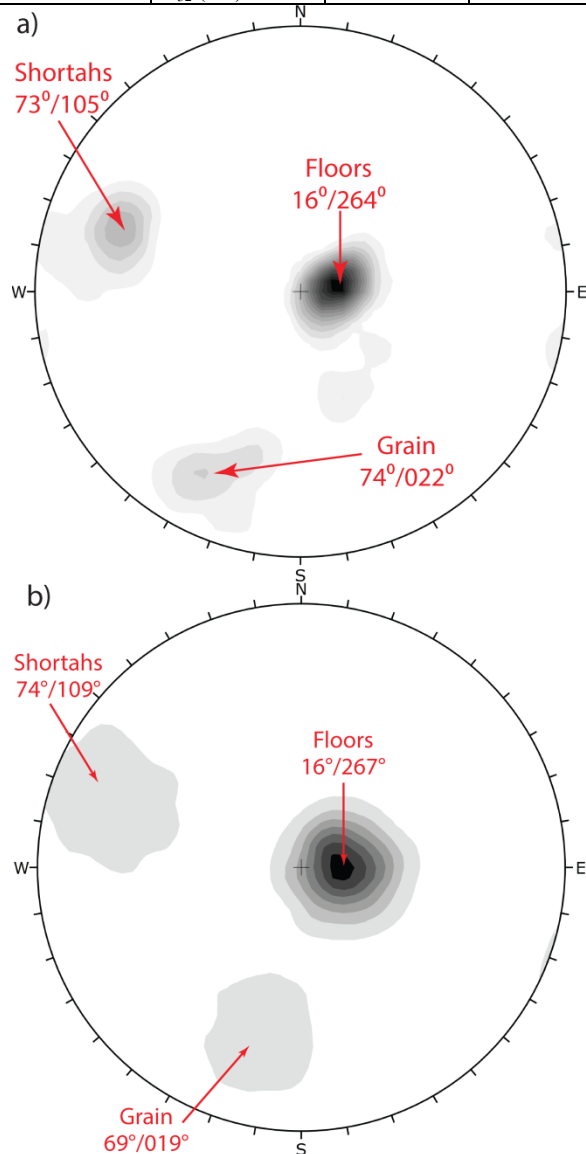 a)
N
Shortahs
73⁰/105⁰
Floors
16⁰/264⁰
W
E
Grain
74⁰/022⁰
S
b)
N
Shortahs
74°/109°
Floors
16°/267°
W
E
Grain
69°/019°
S